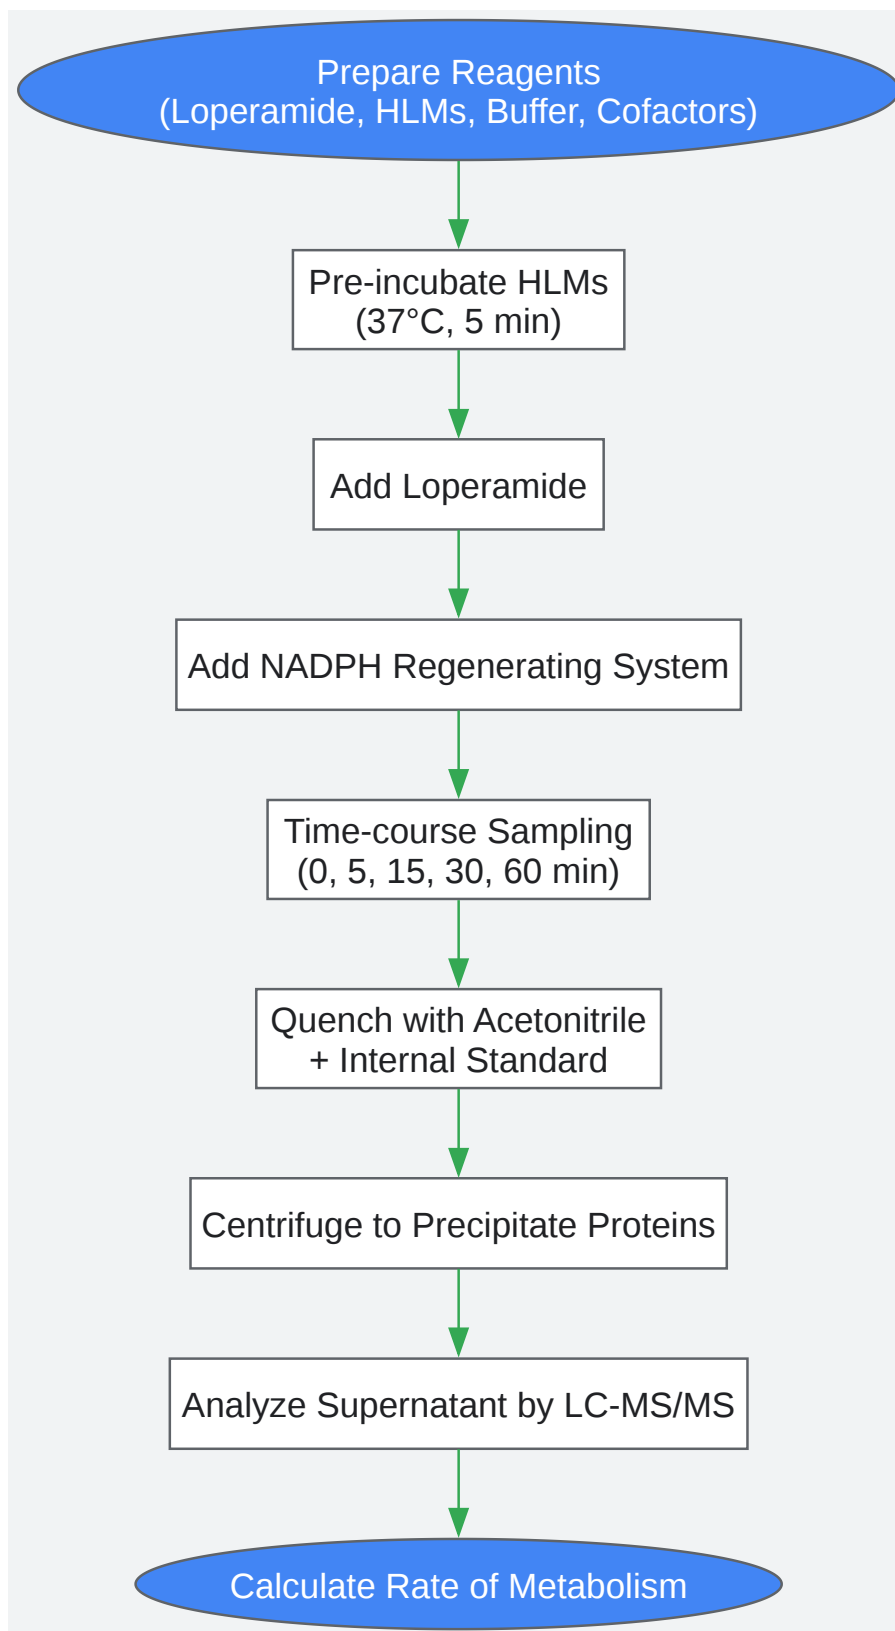 Prepare Reagents
(Loperamide, HLMs, Buffer, Cofactors)
Pre-incubate HLMs
(37°C, 5 min)
Add Loperamide
Add NADPH Regenerating System
Time-course Sampling
(0, 5, 15, 30, 60 min)
Quench with Acetonitrile
+ Internal Standard
Centrifuge to Precipitate Proteins
Analyze Supernatant by LC-MS/MS
Calculate Rate of Metabolism